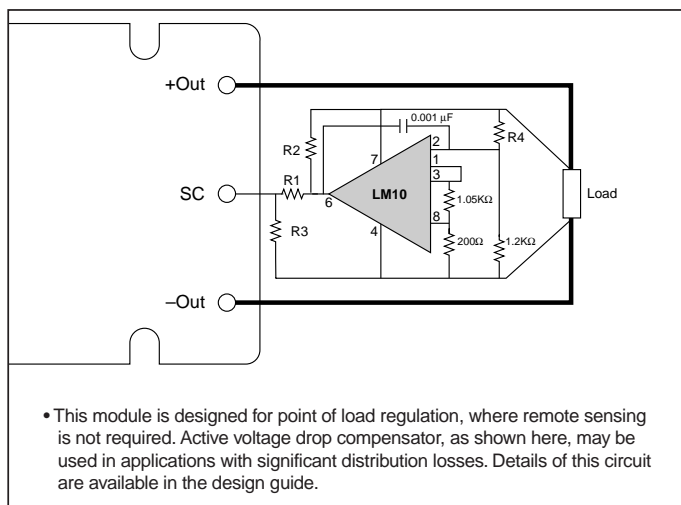 +Out
0.001 µF
R2
7
2
R4
1
R1
3
SC
6
LM10
1.05KΩ
Load
8
R3
4
200Ω
1.2KΩ
–Out
• This module is designed for point of load regulation, where remote sensing
is not required. Active voltage drop compensator, as shown here, may be
used in applications with significant distribution losses. Details of this circuit
are available in the design guide.